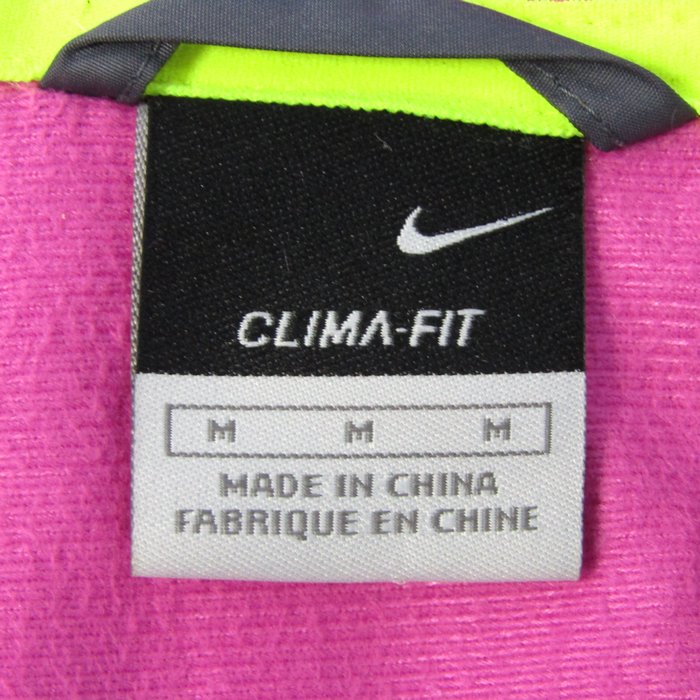 CLIMA-FIT
M M M
MADE IN CHINA
FABRIQUE EN CHINE